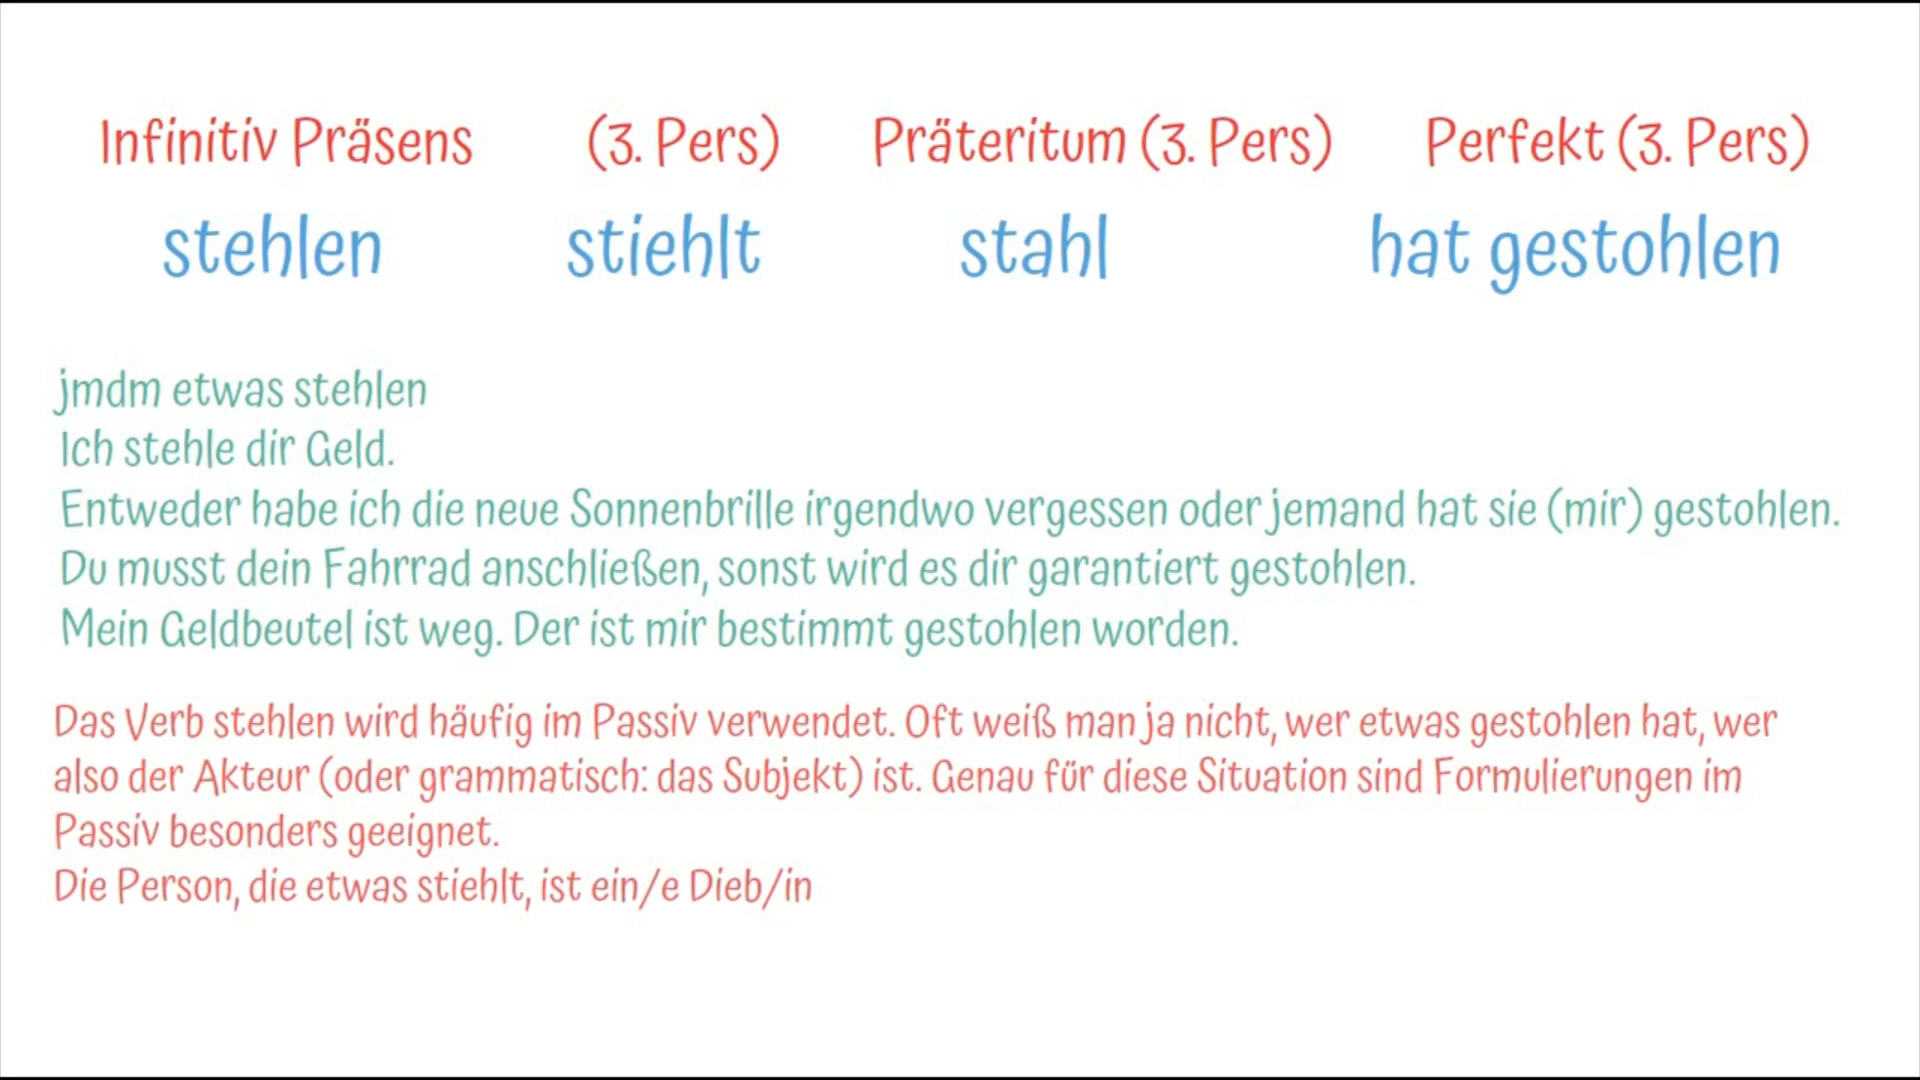 Infinitiv Präsens (3. Pers) Präteritum (3. Pers) Perfekt (3. Pers)
stehlen stiehlt stahl hat gestohlen
jmdm etwas stehlen
Ich stehle dir Geld.
Entweder habe ich die neue Sonnenbrille irgendwo vergessen oder jemand hat sie (mir) gestohlen.
Du musst dein Fahrrad anschließen, sonst wird es dir garantiert gestohlen.
Mein Geldbeutel ist weg. Der ist mir bestimmt gestohlen worden.
Das Verb stehlen wird häufig im Passiv verwendet. Oft weiß man ja nicht, wer etwas gestohlen hat, wer
also der Akteur (oder grammatisch: das Subjekt) ist. Genau für diese Situation sind Formulierungen im
Passiv besonders geeignet.
Die Person, die etwas stiehlt, ist ein/e Dieb/in